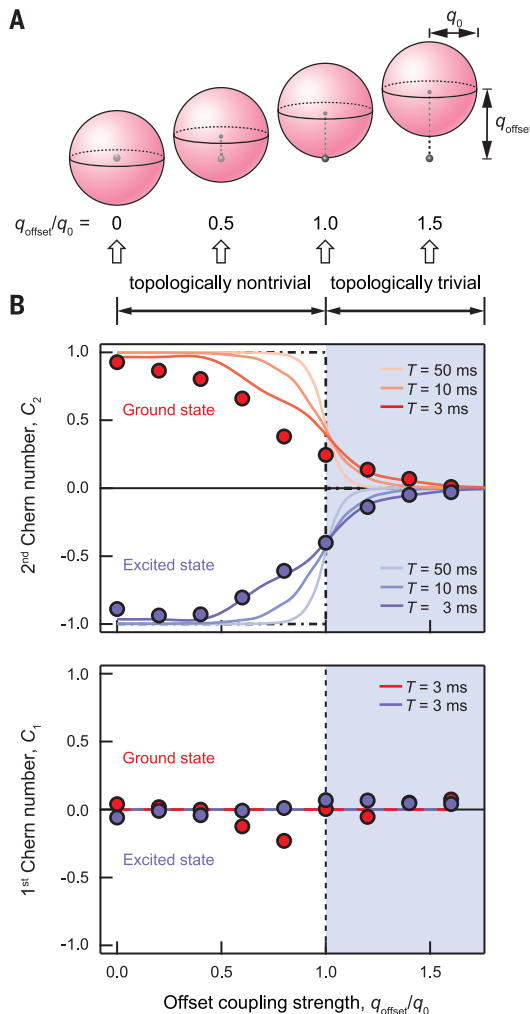 A
q0
qoffset
qoffset/q0 = 0 0.5 1.0 1.5
topologically nontrivial topologically trivial
B
1.0
0.5
0.0
-0.5
-1.0
2nd Chern number, C2
Ground state
T = 50 ms
T = 10 ms
T = 3 ms
Excited state
T = 50 ms
T = 10 ms
T = 3 ms
1.0
0.5
0.0
-0.5
-1.0
1st Chern number, C1
T = 3 ms
T = 3 ms
Ground state
Excited state
0.0 0.5 1.0 1.5
Offset coupling strength, qoffset/q0